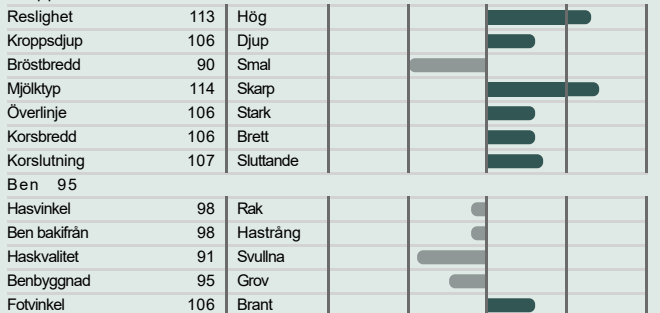 Reslighet 113 Hög
Kroppsdjup 106 Djup
Bröstbredd 90 Smal
Mjölktyp 114 Skarp
Överlinje 106 Stark
Korsbredd 106 Brett
Korslutning 107 Sluttande
Ben 95
Hasvinkel 98 Rak
Ben bakifrån 98 Hastrång
Haskvalitet 91 Svullna
Benbyggnad 95 Grov
Fotvinkel 106 Brant